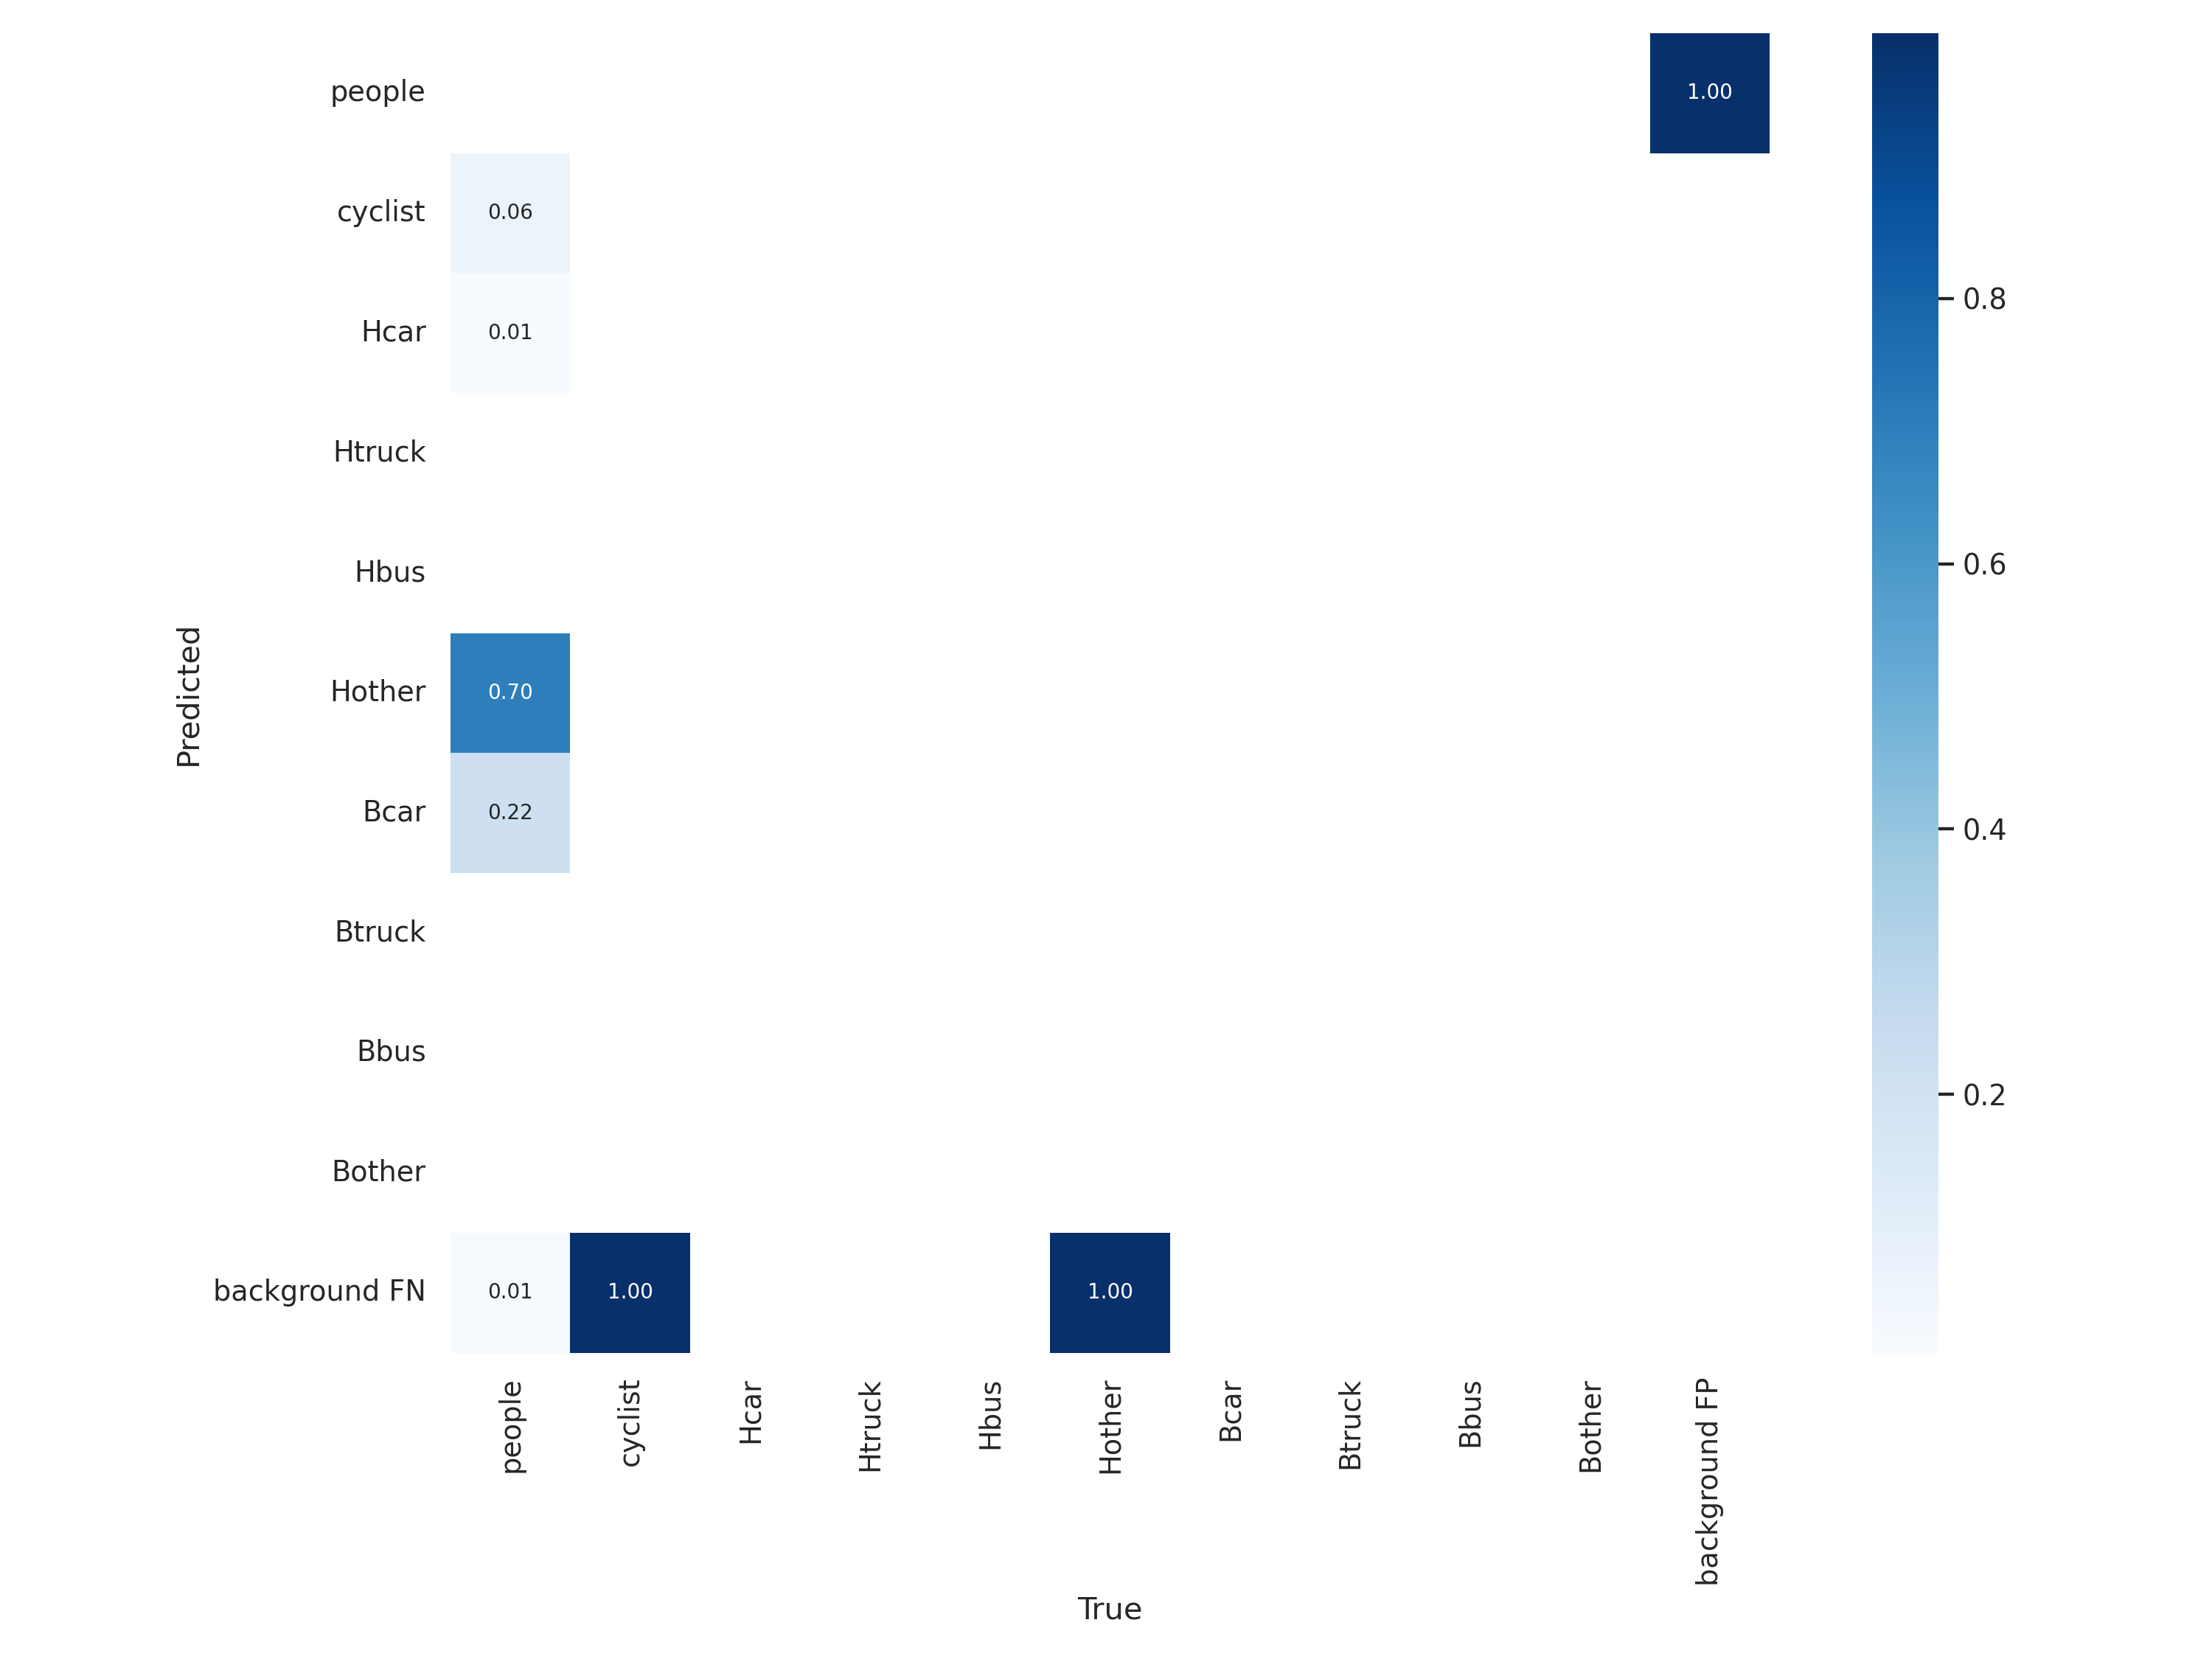 people
1.00
cyclist
0.06
Hcar
0.01
0.8
Htruck
Hbus
0.6
Predicted
Hother
0.70
Bcar
0.22
0.4
Btruck
Bbus
0.2
Bother
background FN
0.01
1.00
1.00
people
cyclist
Hcar
Htruck
Hbus
Hother
Bcar
Btruck
Bbus
Bother
background FP
True